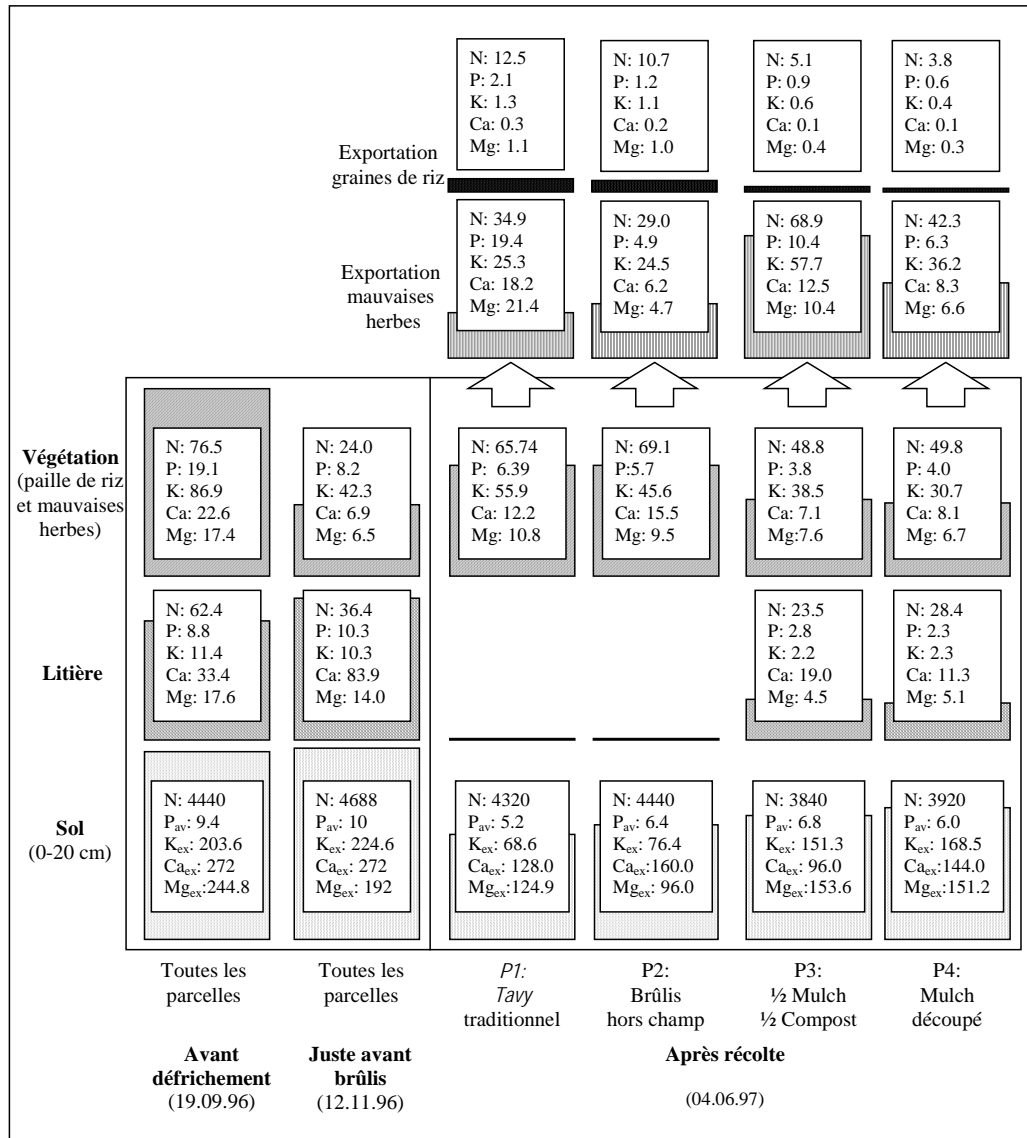 N: 12.5
P: 2.1
K: 1.3
Ca: 0.3
Mg: 1.1
N: 10.7
P: 1.2
K: 1.1
Ca: 0.2
Mg: 1.0
N: 5.1
P: 0.9
K: 0.6
Ca: 0.1
Mg: 0.4
N: 3.8
P: 0.6
K: 0.4
Ca: 0.1
Mg: 0.3
Exportation
graines de riz
Exportation
mauvaises
herbes
N: 34.9
P: 19.4
K: 25.3
Ca: 18.2
Mg: 21.4
N: 29.0
P: 4.9
K: 24.5
Ca: 6.2
Mg: 4.7
N: 68.9
P: 10.4
K: 57.7
Ca: 12.5
Mg: 10.4
N: 42.3
P: 6.3
K: 36.2
Ca: 8.3
Mg: 6.6
Végétation
(paille de riz
et mauvaises
herbes)
N: 76.5
P: 19.1
K: 86.9
Ca: 22.6
Mg: 17.4
N: 24.0
P: 8.2
K: 42.3
Ca: 6.9
Mg: 6.5
N: 65.74
P: 6.39
K: 55.9
Ca: 12.2
Mg: 10.8
N: 69.1
P:5.7
K: 45.6
Ca: 15.5
Mg: 9.5
N: 48.8
P: 3.8
K: 38.5
Ca: 7.1
Mg:7.6
N: 49.8
P: 4.0
K: 30.7
Ca: 8.1
Mg: 6.7
Litière
N: 62.4
P: 8.8
K: 11.4
Ca: 33.4
Mg: 17.6
N: 36.4
P: 10.3
K: 10.3
Ca: 83.9
Mg: 14.0
N: 23.5
P: 2.8
K: 2.2
Ca: 19.0
Mg: 4.5
N: 28.4
P: 2.3
K: 2.3
Ca: 11.3
Mg: 5.1
Sol
(0-20 cm)
N: 4440
Pav: 9.4
Kex: 203.6
Caex: 272
Mgex:244.8
N: 4688
Pav: 10
Kex: 224.6
Caex: 272
Mgex: 192
N: 4320
Pav: 5.2
Kex: 68.6
Caex: 128.0
Mgex:124.9
N: 4440
Pav: 6.4
Kex: 76.4
Caex:160.0
Mgex: 96.0
N: 3840
Pav: 6.8
Kex: 151.3
Caex: 96.0
Mgex: 153.6
N: 3920
Pav: 6.0
Kex: 168.5
Caex:144.0
Mgex: 151.2
Toutes les
parcelles
Toutes les
parcelles
P1:
Tavy
traditionnel
P2:
Brûlis
hors champ
P3:
½ Mulch
½ Compost
P4:
Mulch
découpé
Avant
défrichement
(19.09.96)
Juste avant
brûlis
(12.11.96)
Après récolte
(04.06.97)